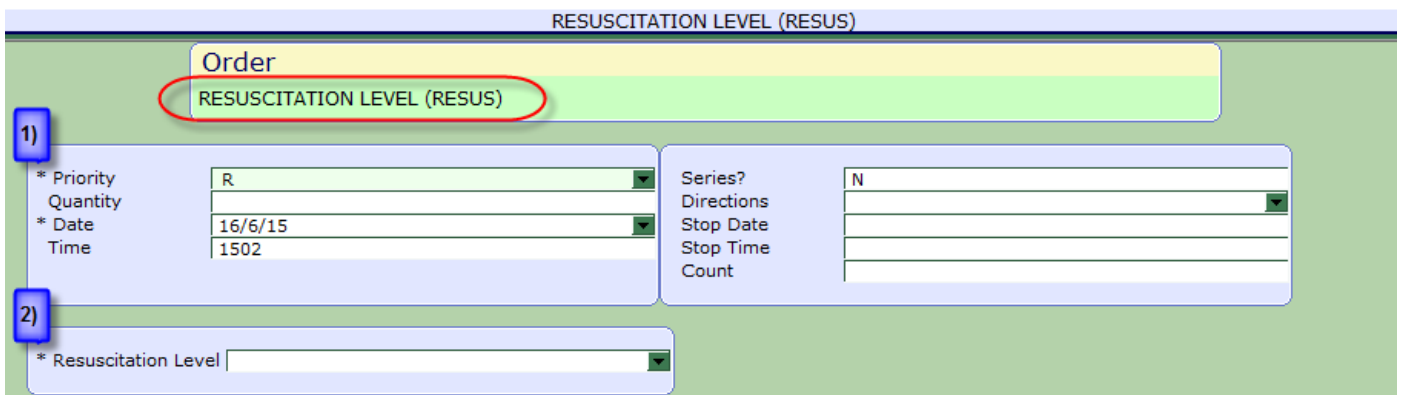 RESUSCITATION LEVEL (RESUS)
Order
RESUSCITATION LEVEL (RESUS)
1)
* Priority R
Quantity
* Date 16/6/15
Time 1502
Series? N
Directions
Stop Date
Stop Time
Count
2)
* Resuscitation Level